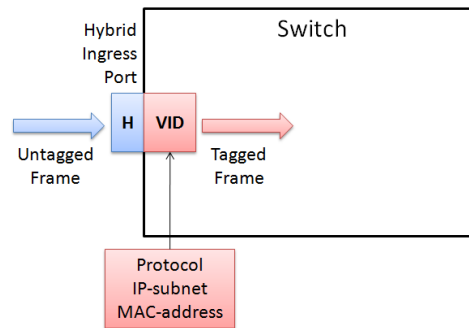 Hybrid
Ingress
Port
Switch
H
VID
Untagged
Frame
Tagged
Frame
Protocol
IP-subnet
MAC-address